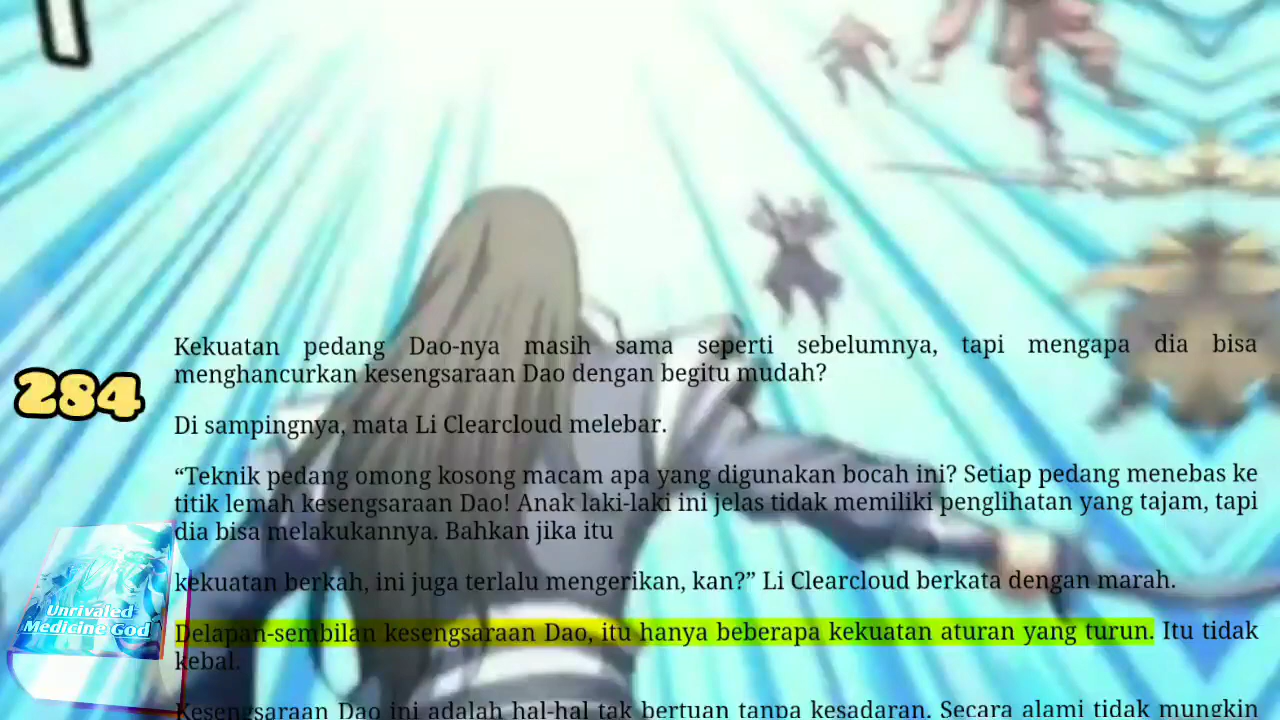 Kekuatan pedang Dao-nya masih sama seperti sebelumnya, tapi mengapa dia bisa
menghancurkan kesengsaraan Dao dengan begitu mudah?
284
Di sampingnya, mata Li Clearcloud melebar.
“Teknik pedang omong kosong macam apa yang digunakan bocah ini? Setiap pedang menebas ke
titik lemah kesengsaraan Dao! Anak laki-laki ini jelas tidak memiliki penglihatan yang tajam, tapi
dia bisa melakukannya. Bahkan jika itu
kekuatan berkah, ini juga terlalu mengerikan, kan?” Li Clearcloud berkata dengan marah.
Unrivaled
Medicine God
Delapan-sembilan kesengsaraan Dao, itu hanya beberapa kekuatan aturan yang turun. Itu tidak
kebal.
Kesengsaraan Dao ini adalah hal-hal tak bertuan tanpa kesadaran. Secara alami tidak mungkin